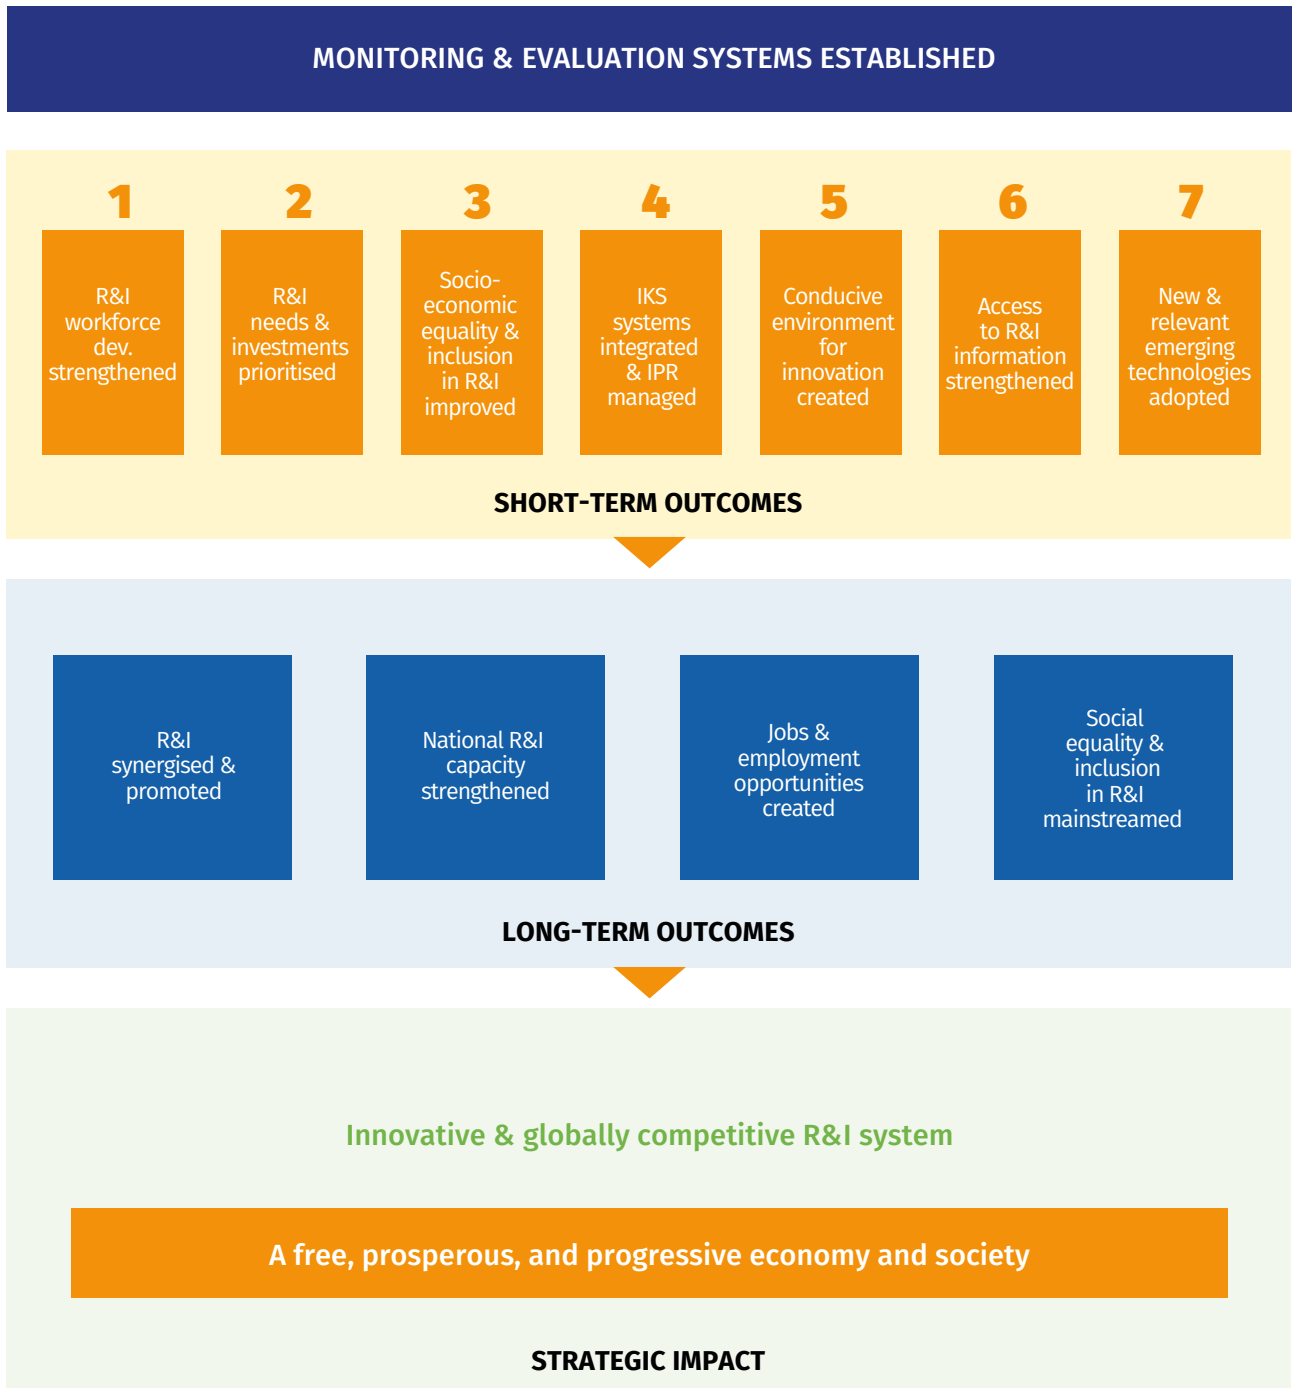 MONITORING & EVALUATION SYSTEMS ESTABLISHED
1
R&I
workforce
dev.
strengthened
2
R&I
needs &
investments
prioritised
3
Socio-
economic
equality &
inclusion
in R&I
improved
4
IKS
systems
integrated
& IPR
managed
5
Conducive
environment
for
innovation
created
6
Access
to R&I
information
strengthened
7
New &
relevant
emerging
technologies
adopted
SHORT-TERM OUTCOMES
R&I
synergised &
promoted
National R&I
capacity
strengthened
Jobs &
employment
opportunities
created
Social
equality &
inclusion
in R&I
mainstreamed
LONG-TERM OUTCOMES
Innovative & globally competitive R&I system
A free, prosperous, and progressive economy and society
STRATEGIC IMPACT